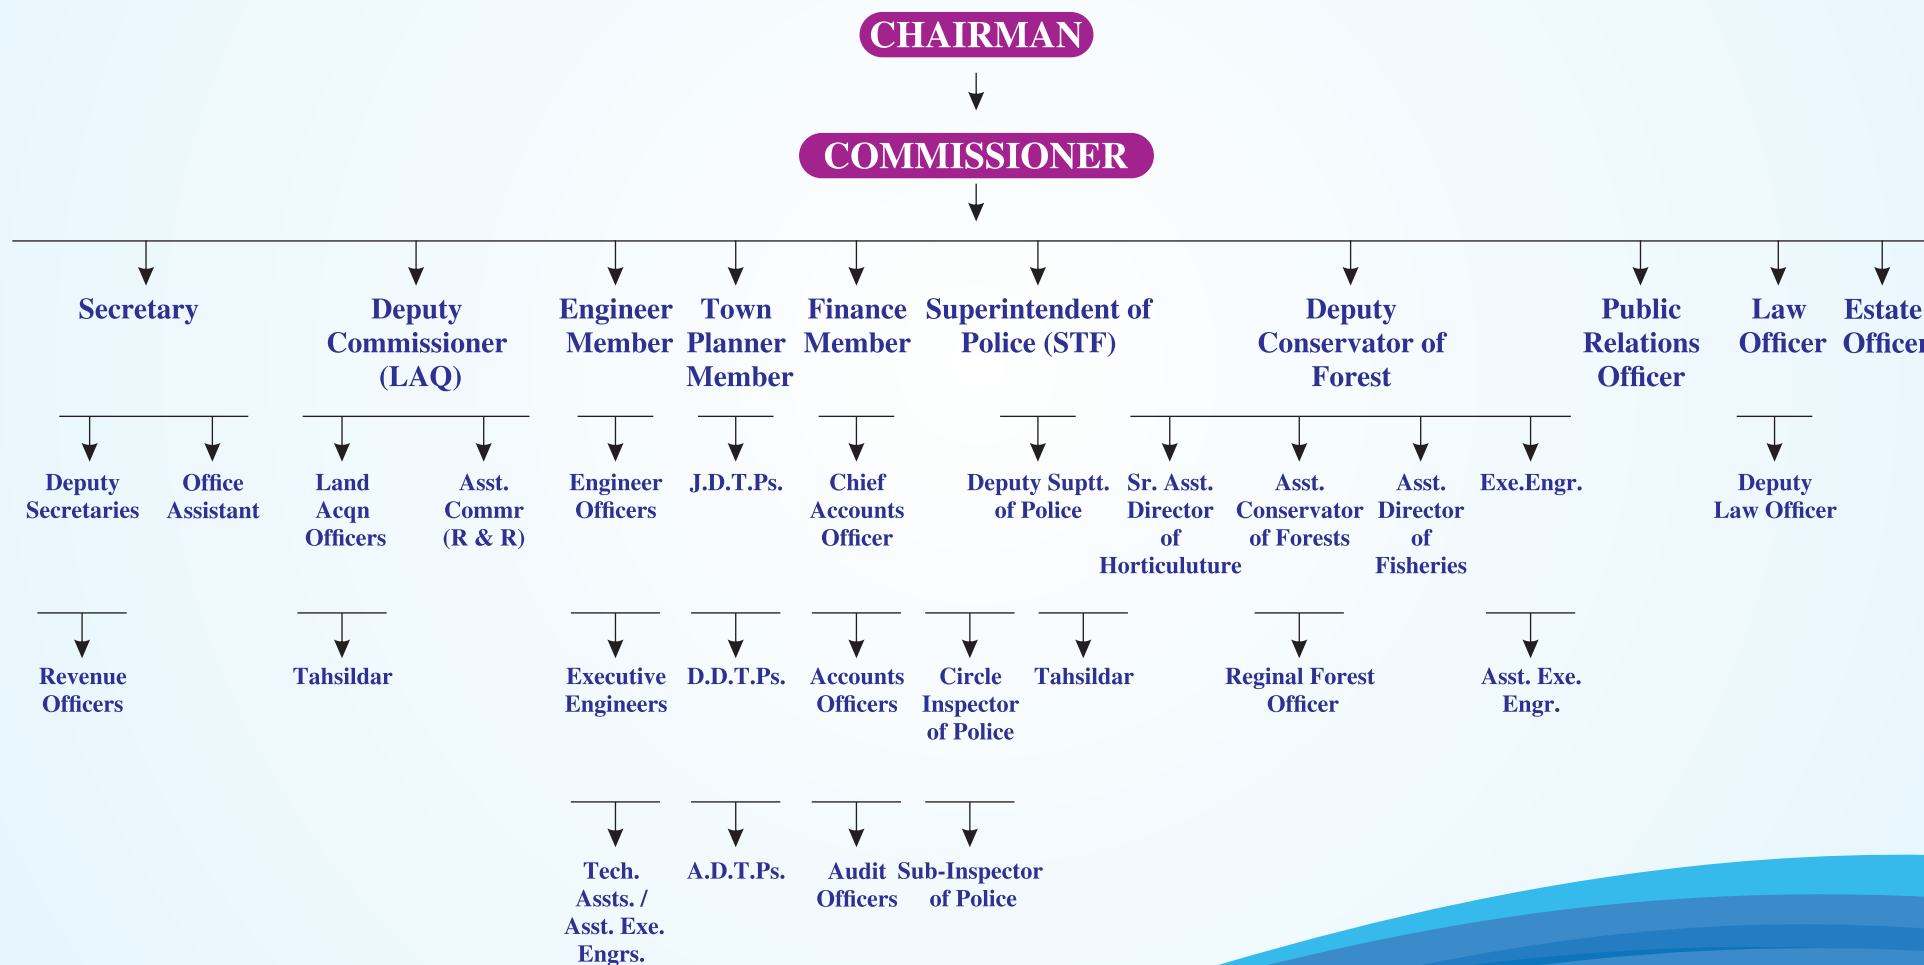 CHAIRMAN
COMMISSIONER
Secretary
Deputy
Commissioner
(LAQ)
Engineer
Member
Town
Planner
Member
Finance
Member
Superintendent of
Police (STF)
Deputy
Conservator of
Forest
Public
Relations
Officer
Law
Officer
Estate
Officer
Deputy
Secretaries
Office
Assistant
Land
Acqn
Officers
Asst.
Commr
(R & R)
Engineer
Officers
J.D.T.Ps.
Chief
Accounts
Officer
Deputy Suptt.
of Police
Sr. Asst.
Director
of
Horticuluture
Asst.
Conservator
of Forests
Asst.
Director
of
Fisheries
Exe.Engr.
Deputy
Law Officer
Revenue
Officers
Tahsildar
Executive
Engineers
D.D.T.Ps.
Accounts
Officers
Circle
Inspector
of Police
Tahsildar
Reginal Forest
Officer
Asst. Exe.
Engr.
Tech.
Assts. /
Asst. Exe.
Engrs.
A.D.T.Ps.
Audit
Officers
Sub-Inspector
of Police